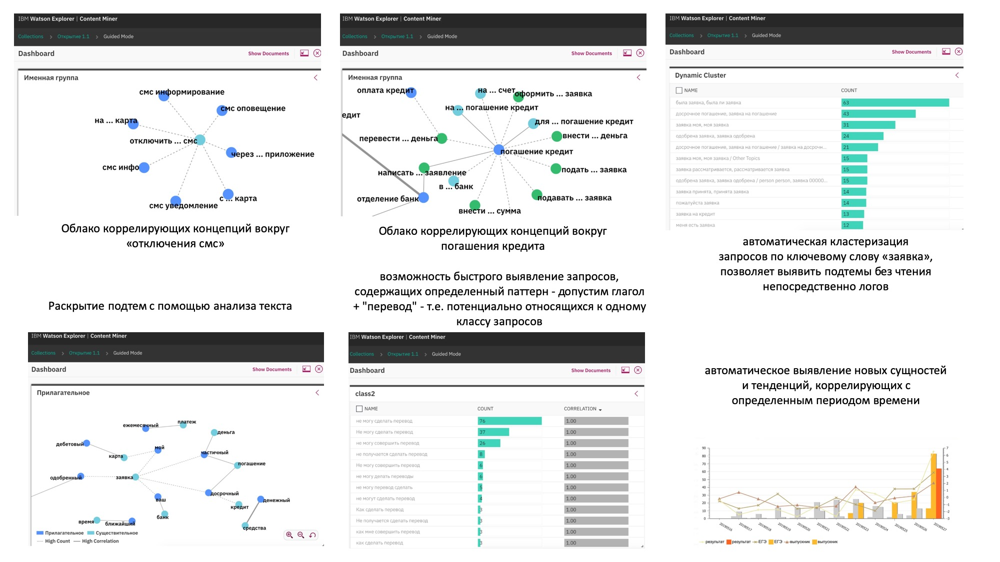 IBM Watson Explorer | Content Miner
Collections > Открытие 1.1 > Guided Mode
Dashboard
Show Documents
Именная группа
смс информирование
смс оповещение
на ... карта
отключить ... смс
через ... приложение
смс инфо
с ... карта
смс уведомление
Облако коррелирующих концепций вокруг
«отключения смс»
IBM Watson Explorer | Content Miner
Collections > Открытие 1.1 > Guided Mode
Dashboard
Show Documents
Именная группа
оплата кредит
на ... счет
оформить ... заявка
на ... погашение кредит
едит
для ... погашение кредит
перевести ... деньга
внести ... деньга
погашение кредит
написать ... заявление
подать ... заявка
в ... банк
отделение банк
подавать ... заявка
внести ... сумма
Облако коррелирующих концепций вокруг
погашения кредита
IBM Watson Explorer | Content Miner
Collections > Открытие 1.1 > Guided Mode
Dashboard
Show Documents
Dynamic Cluster
NAME COUNT
была заявка, была ли заявка 63
досрочное погашение, заявка на погашение 43
заявка моя, моя заявка 31
одобрена заявка, заявка одобрена 24
досрочное погашение, заявка на погашение / заявка на досрочн... 21
заявка моя, моя заявка / Other Topics 15
заявка рассматривается, рассматривается заявка 15
одобрена заявка, заявка одобрена / person person, заявка 00000... 15
заявка принята, принята заявка 14
пожалуйста заявка 14
заявка на кредит 13
меня есть заявка 12
автоматическая кластеризация
запросов по ключевому слову «заявка»,
позволяет выявить подтемы без чтения
непосредственно логов
Раскрытие подтем с помощью анализа текста
IBM Watson Explorer | Content Miner
Collections > Открытие 1.1 > Guided Mode
Dashboard
Show Documents
Прилагательное
ежемесячный
платеж
деньга
дебетовый
мой
карта
частичный
погашение
одобренный
заявка
досрочный
ваш
денежный
кредит
банк
время
ближайший
средства
Прилагательное Существительное
High Count High Correlation
возможность быстрого выявление запросов,
содержащих определенный паттерн - допустим глагол
+ "перевод" - т.е. потенциально относящихся к одному
классу запросов
IBM Watson Explorer | Content Miner
Collections > Открытие 1.1 > Guided Mode
Dashboard
Show Documents
class2
NAME COUNT CORRELATION
не могу сделать перевод 76 1.00
Не могу сделать перевод 37 1.00
не могу совершить перевод 26 1.00
не получается сделать перевод 8 1.00
Не могу совершить перевод 6 1.00
не могу делать переводы 6 1.00
не могу перевод сделать 5 1.00
не могут сделать перевод 4 1.00
Как сделать перевод 3 1.00
Не получается сделать перевод 3 1.00
как мне совершить перевод 3 1.00
как сделать перевод 3 1.00
автоматическое выявление новых сущностей
и тенденций, коррелирующих с
определенным периодом времени
90 7
80 6
70 5
60 4
50 3
40 2
30 1
20 0
10 -1
0 -2
-3
20190516 20190517 20190518 20190519 20190520 20190521 20190522 20190523 20190524 20190525 20190526 20190527
результат результат ЕГЭ ЕГЭ выпускник выпускник